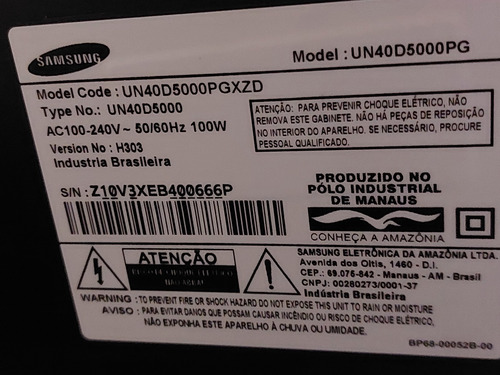 SAMSUNG
Model : UN40D5000PG
Model Code : UN40D5000PGXZD
Type No.: UN40D5000
AC100-240V~ 50/60Hz 100W
Version No : H303
Industria Brasileira
ATENÇÃO: PARA PREVENIR CHOQUE ELÉTRICO, NÃO
REMOVA ESTE GABINETE. NÃO HÁ PEÇAS DE REPOSIÇÃO
NO INTERIOR DO APARELHO. SE NECESSÁRIO, PROCURE
PESSOAL QUALIFICADO.
S/N : Z10V3XEB400666P
PRODUZIDO NO
PÓLO INDUSTRIAL
DE MANAUS
CONHEÇA A AMAZÔNIA
ATENÇÃO
SAMSUNG ELETRÔNICA DA AMAZÔNIA LTDA.
Avenida dos Oitis, 1460 - D.I.
CEP.: 69.075-842 - Manaus - AM - Brasil
CNPJ: 00280273/0001-37
Indústria Brasileira
WARNING : TO PREVENT FIRE OR SHOCK HAZARD DO NOT EXPOSE THIS UNIT TO RAIN OR MOISTURE
AVISO : PARA EVITAR DANOS QUE POSSAM CAUSAR INCÊNDIO OU RISCO DE CHOQUE ELÉTRICO,
NÃO EXPONHA ESTE APARELHO À CHUVA OU UMIDADE.
BP68-00052B-00